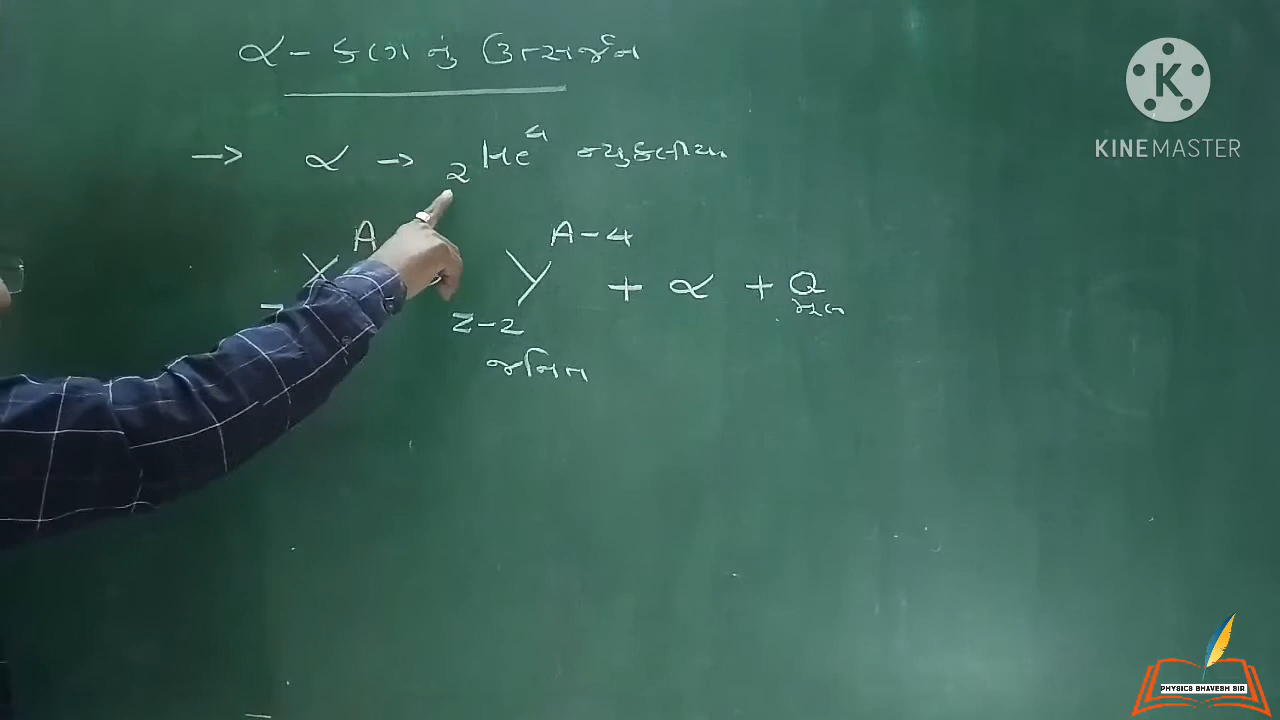 α - કણ નું ઉત્સર્જન
→ α → ₂He⁴ ન્યુક્લીયસ
X^A
Y^(A-4) + α + Q
Z-2
જનિત
KINEMASTER
PHYSICS BHAVESH SIR